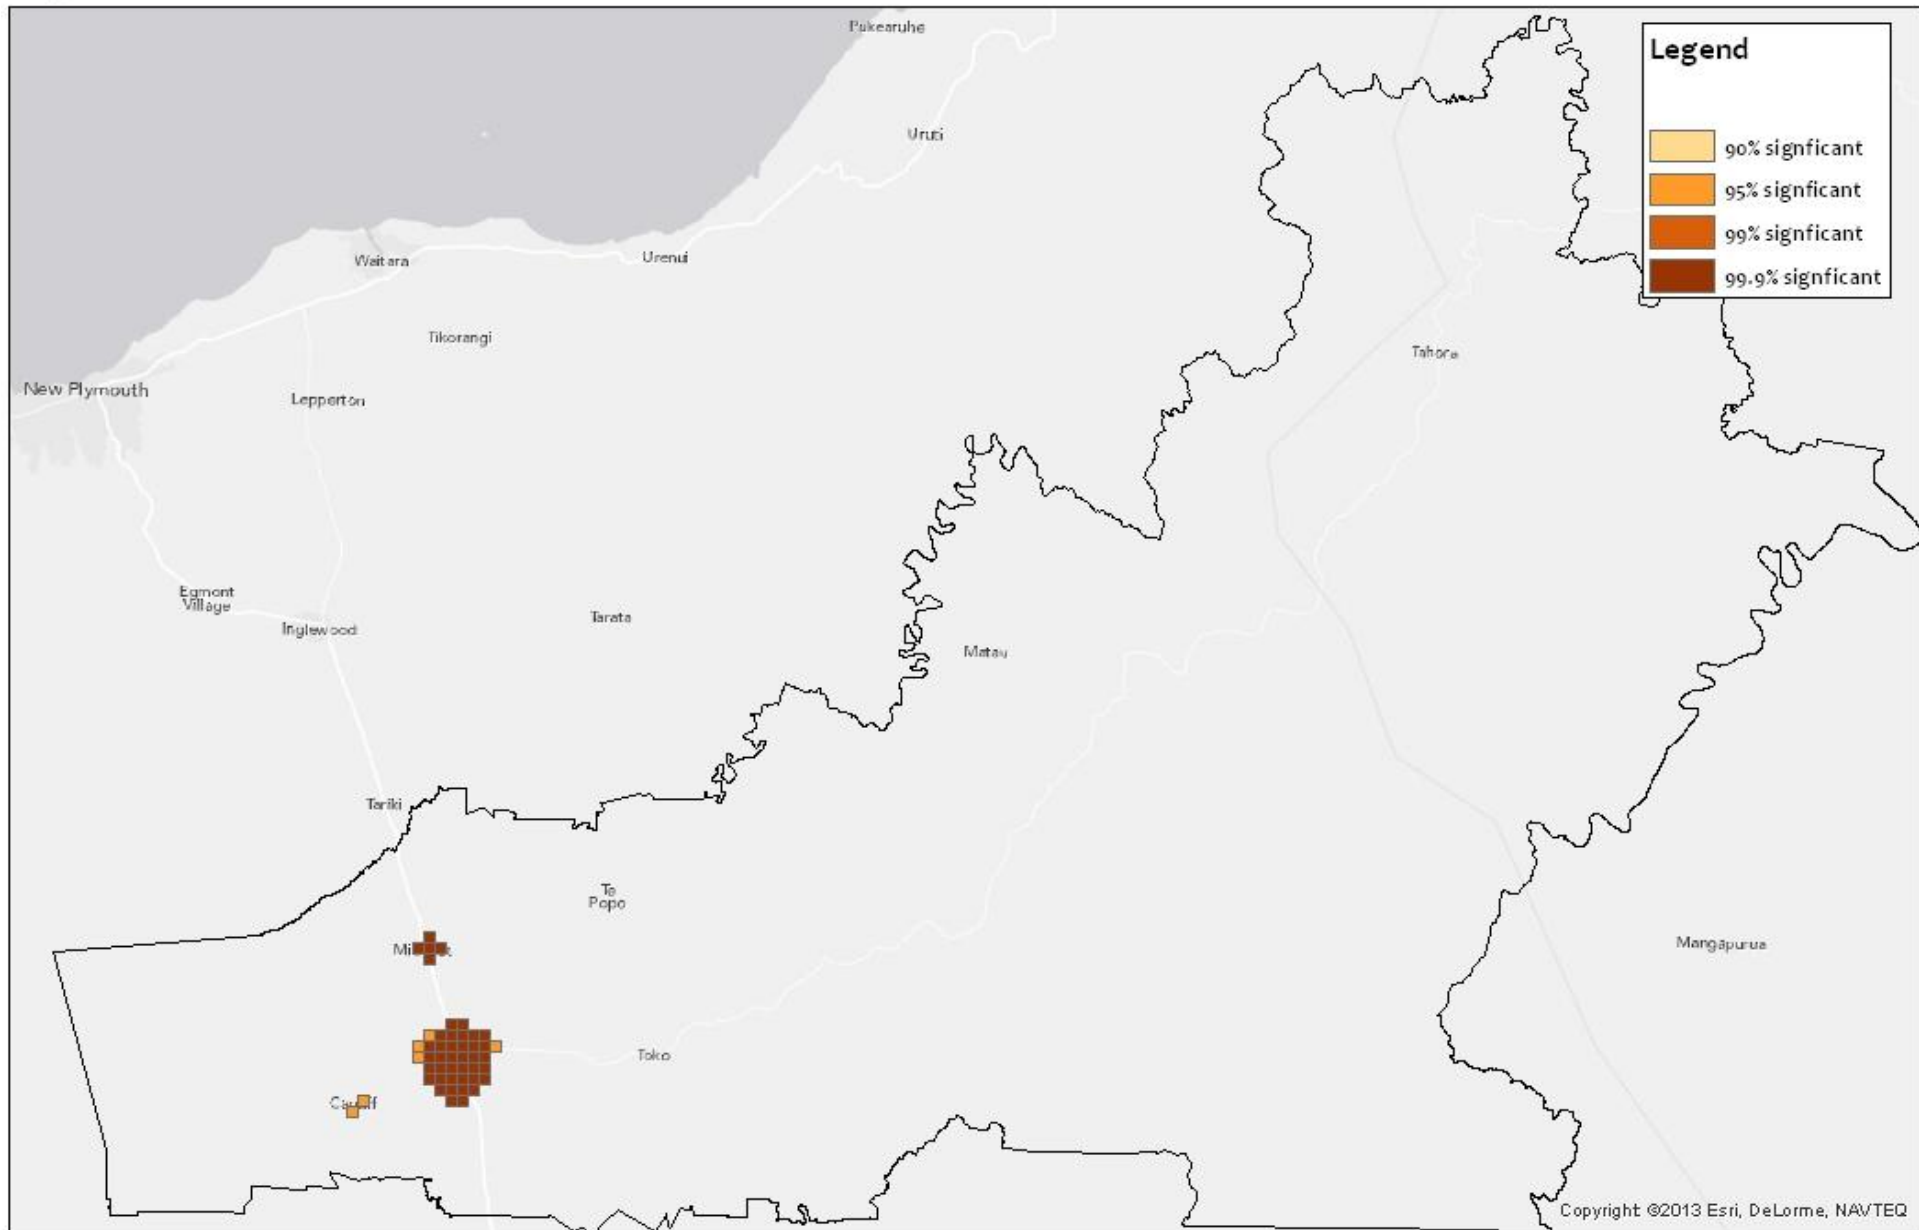 Pukearuhe
Legend
Uruti
90% signficant
95% signficant
99% signficant
99.9% signficant
Waitara
Urenui
Tikorangi
Tahora
New Plymouth
Lepperton
Egmont
Village
Inglewood
Tarata
Matau
Tariki
Te
Popo
Mangapurua
Toko
Copyright ©2013 Esri, DeLorme, NAVTEQ